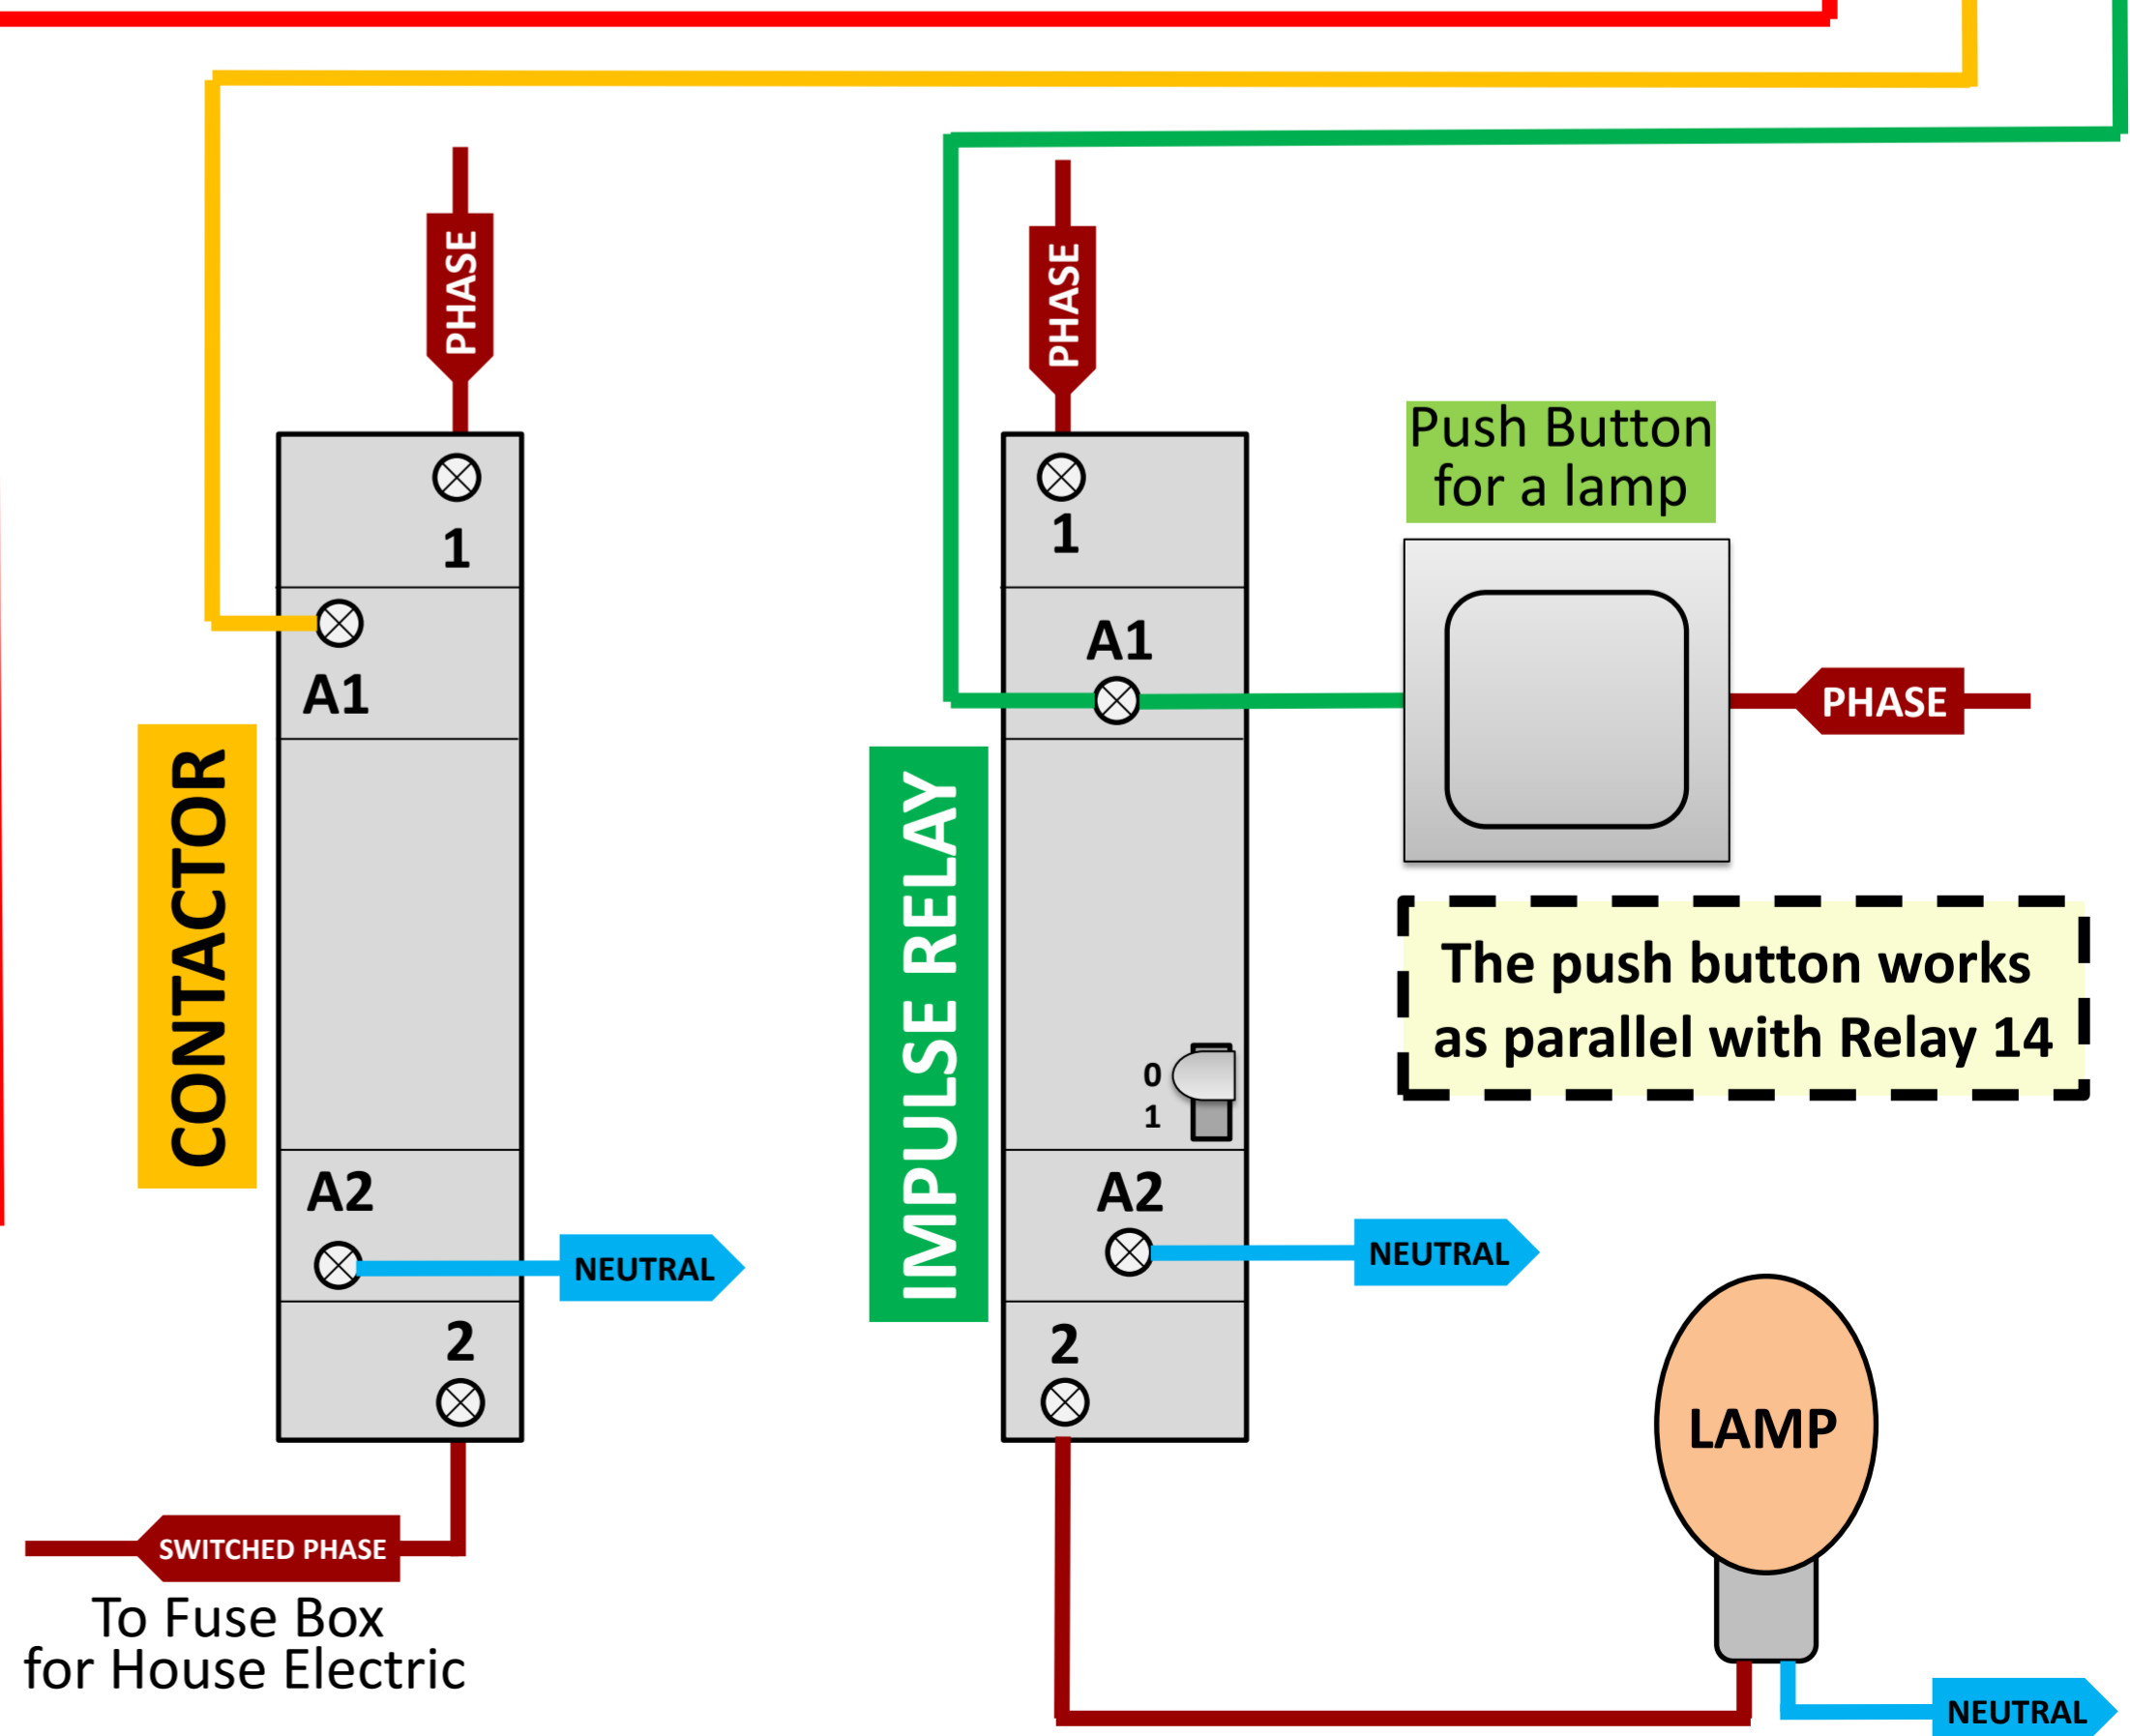 PHASE
1
A1
CONTACTOR
A2
NEUTRAL
2
SWITCHED PHASE
To Fuse Box
for House Electric
PHASE
1
A1
IMPULSE RELAY
0
1
A2
NEUTRAL
2
Push Button
for a lamp
PHASE
The push button works
as parallel with Relay 14
LAMP
NEUTRAL